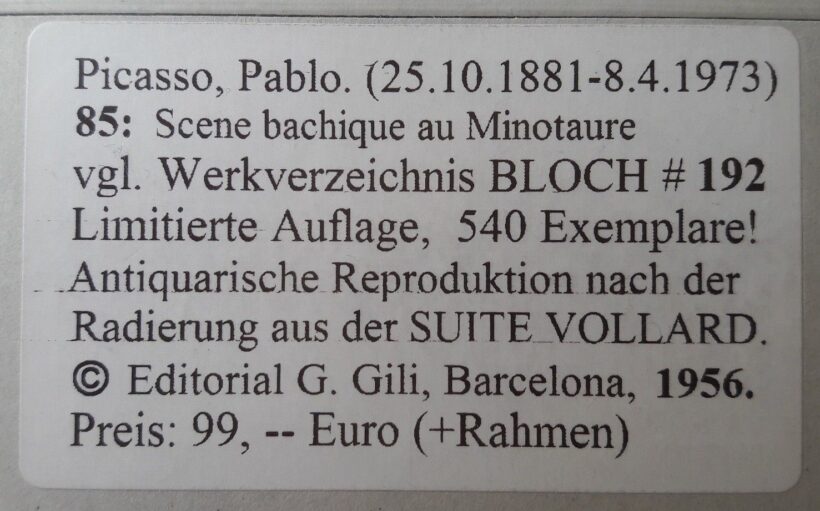 Picasso, Pablo. (25.10.1881-8.4.1973)
85: Scene bachique au Minotaure
vgl. Werkverzeichnis BLOCH # 192
Limitierte Auflage, 540 Exemplare!
Antiquarische Reproduktion nach der
Radierung aus der SUITE VOLLARD.
© Editorial G. Gili, Barcelona, 1956.
Preis: 99, -- Euro (+Rahmen)